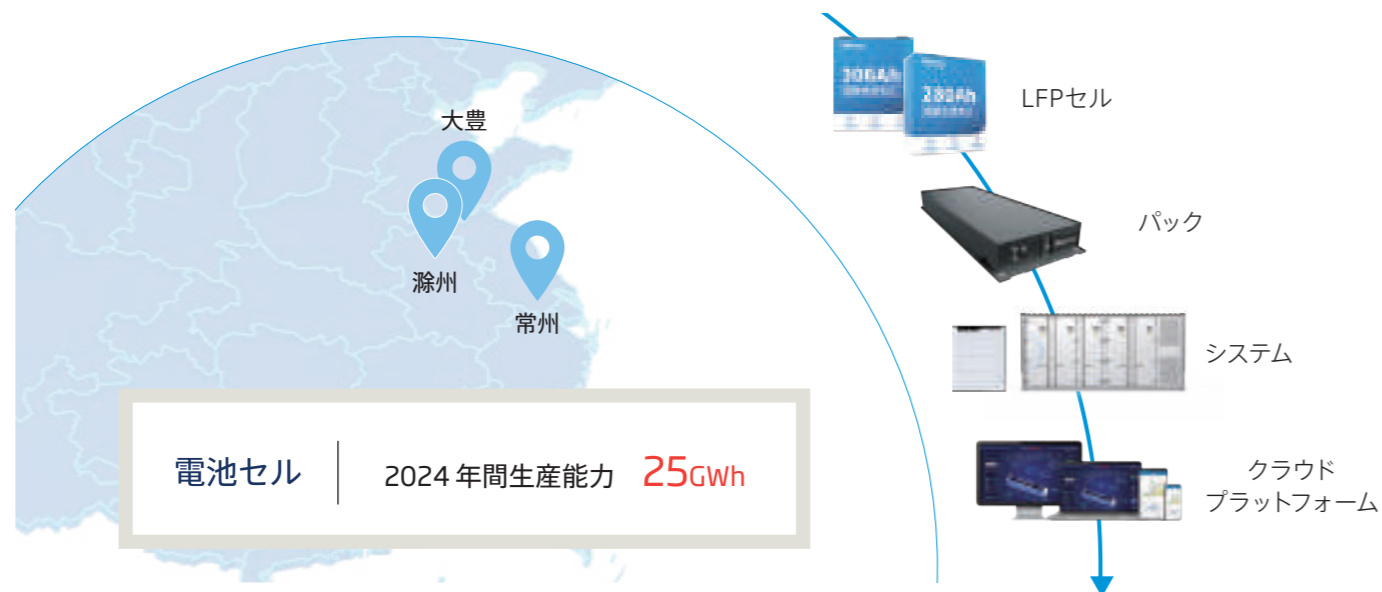 大豊
滁州
常州
電池セル
2024 年間生産能力 25GWh
306Ah
280Ah
LFPセル
パック
システム
クラウド
プラットフォーム